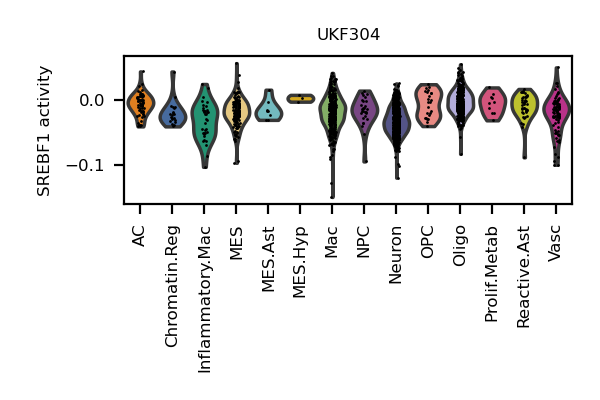 UKF304
SREBF1 activity
0.0
−0.1
AC
Chromatin.Reg
Inflammatory.Mac
MES
MES.Ast
MES.Hyp
Mac
NPC
Neuron
OPC
Oligo
Prolif.Metab
Reactive.Ast
Vasc